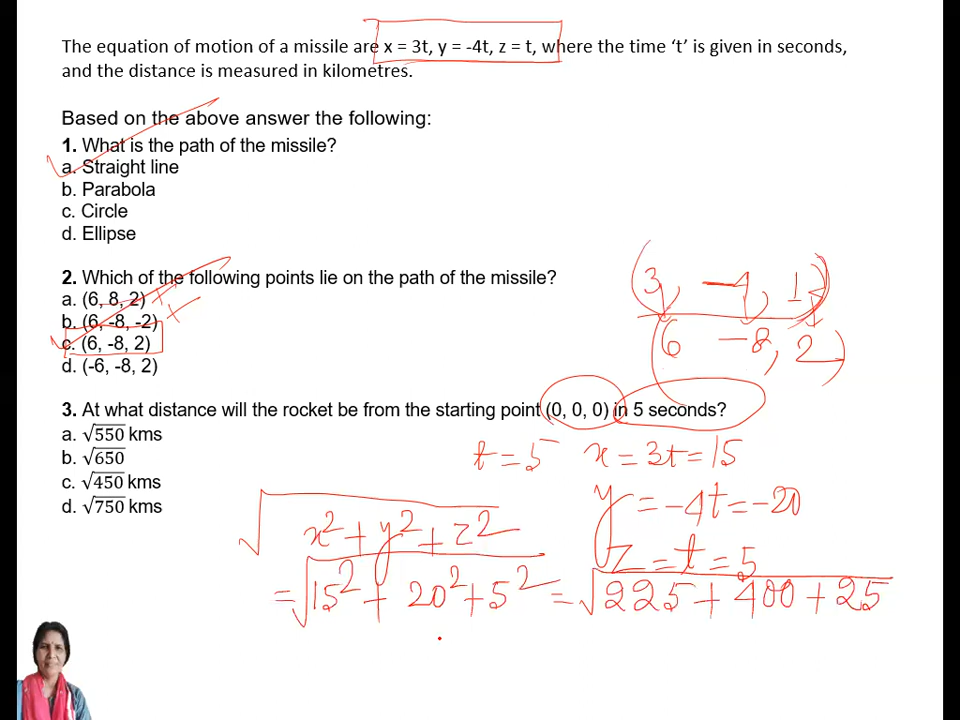 The equation of motion of a missile are x = 3t, y = -4t, z = t, where the time ‘t’ is given in seconds,
and the distance is measured in kilometres.
Based on the above answer the following:
1. What is the path of the missile?
a. Straight line
b. Parabola
c. Circle
d. Ellipse
2. Which of the following points lie on the path of the missile?
a. (6, 8, 2)
b. (6, -8, -2)
c. (6, -8, 2)
d. (-6, -8, 2)
(3, -4, 1)
(6 -8, 2)
3. At what distance will the rocket be from the starting point (0, 0, 0) in 5 seconds?
a. √550 kms
b. √650
c. √450 kms
d. √750 kms
t = 5 x = 3t = 15
y = -4t = -20
z = t = 5
√x² + y² + z²
= √15² + 20² + 5² = √225 + 400 + 25